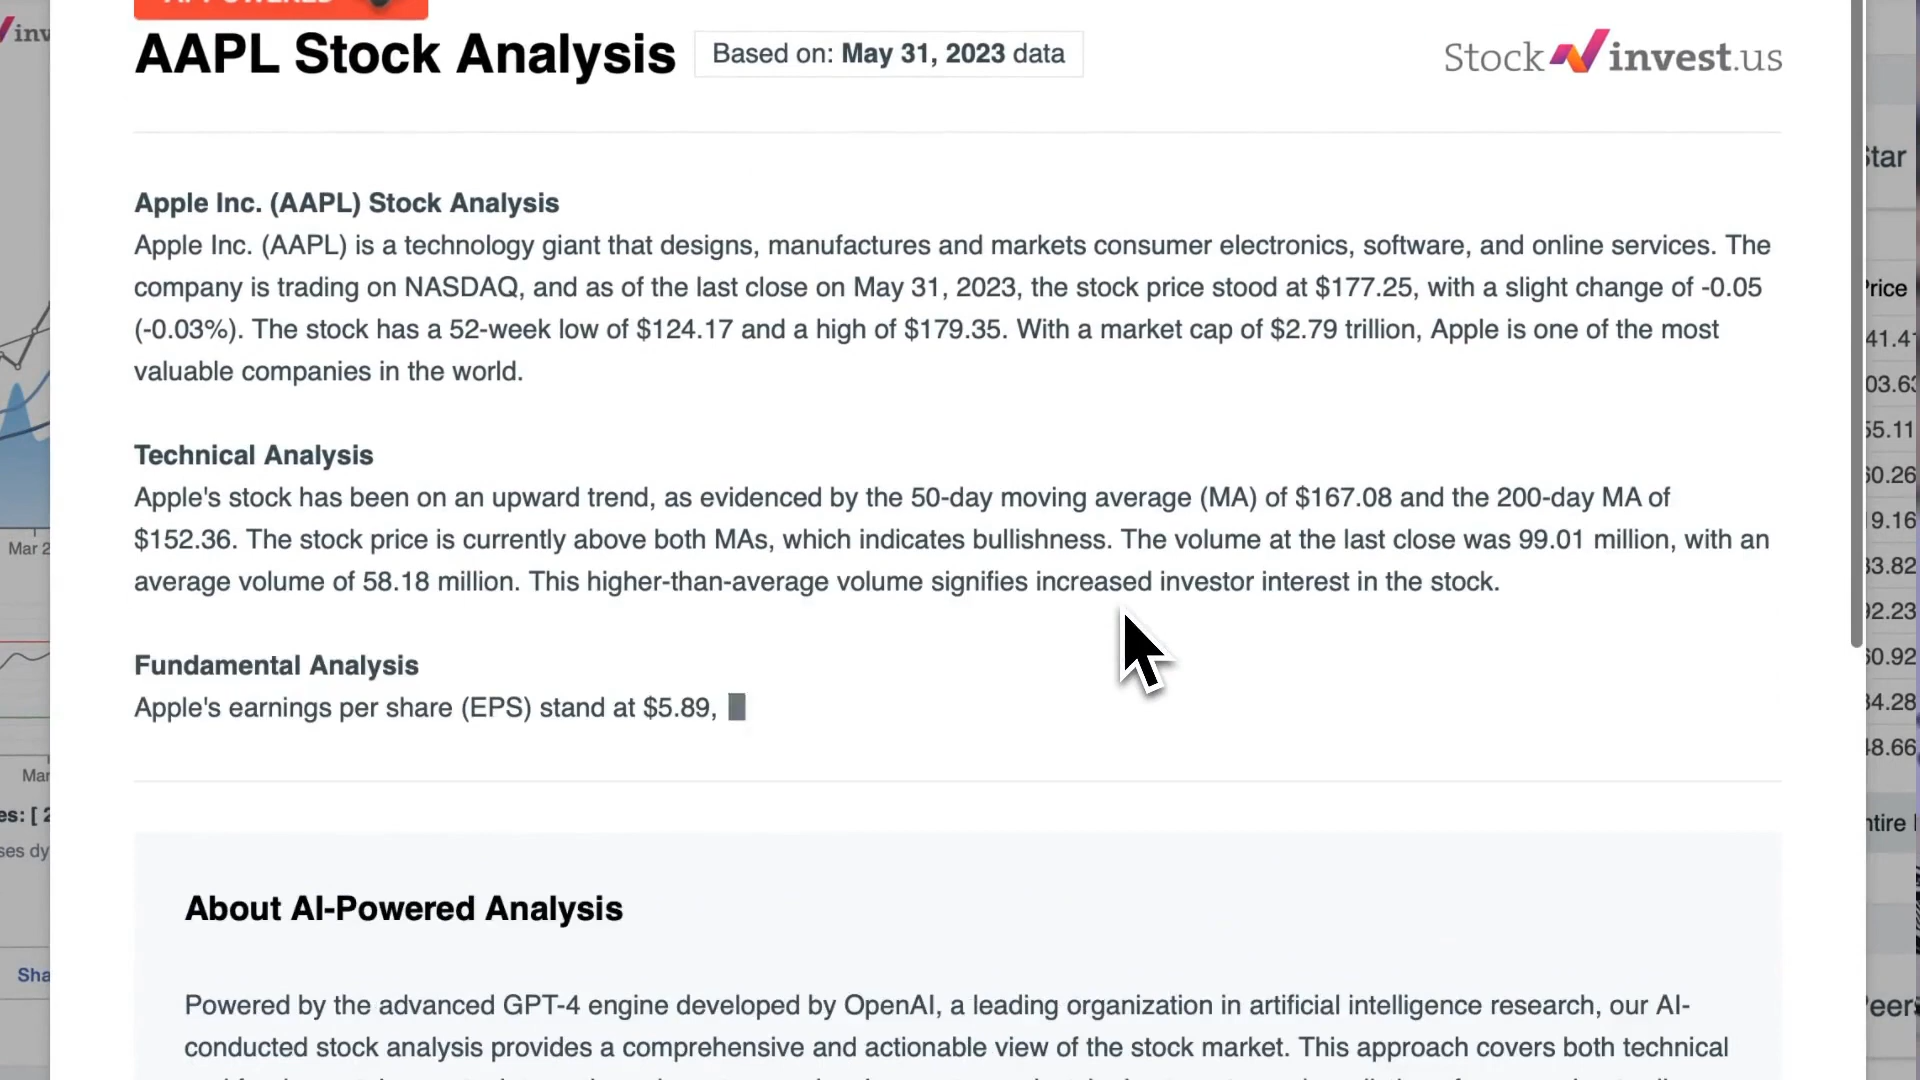 AAPL Stock Analysis
Based on: May 31, 2023 data
Stock invest.us
Apple Inc. (AAPL) Stock Analysis
Apple Inc. (AAPL) is a technology giant that designs, manufactures and markets consumer electronics, software, and online services. The
company is trading on NASDAQ, and as of the last close on May 31, 2023, the stock price stood at $177.25, with a slight change of -0.05
(-0.03%). The stock has a 52-week low of $124.17 and a high of $179.35. With a market cap of $2.79 trillion, Apple is one of the most
valuable companies in the world.
Technical Analysis
Apple's stock has been on an upward trend, as evidenced by the 50-day moving average (MA) of $167.08 and the 200-day MA of
$152.36. The stock price is currently above both MAs, which indicates bullishness. The volume at the last close was 99.01 million, with an
average volume of 58.18 million. This higher-than-average volume signifies increased investor interest in the stock.
Fundamental Analysis
Apple's earnings per share (EPS) stand at $5.89,
About AI-Powered Analysis
Powered by the advanced GPT-4 engine developed by OpenAI, a leading organization in artificial intelligence research, our AI-
conducted stock analysis provides a comprehensive and actionable view of the stock market. This approach covers both technical